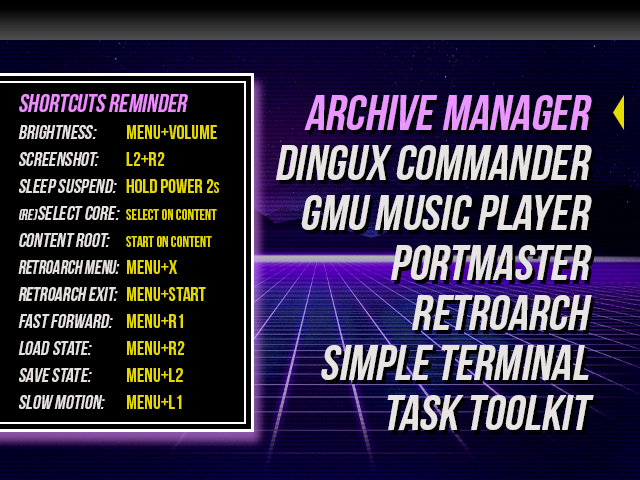 SHORTCUTS REMINDER
BRIGHTNESS: MENU+VOLUME
SCREENSHOT: L2+R2
SLEEP SUSPEND: HOLD POWER 2s
(RE)SELECT CORE: SELECT ON CONTENT
CONTENT ROOT: START ON CONTENT
RETROARCH MENU: MENU+X
RETROARCH EXIT: MENU+START
FAST FORWARD: MENU+R1
LOAD STATE: MENU+R2
SAVE STATE: MENU+L2
SLOW MOTION: MENU+L1
ARCHIVE MANAGER
DINGUX COMMANDER
GMU MUSIC PLAYER
PORTMASTER
RETROARCH
SIMPLE TERMINAL
TASK TOOLKIT